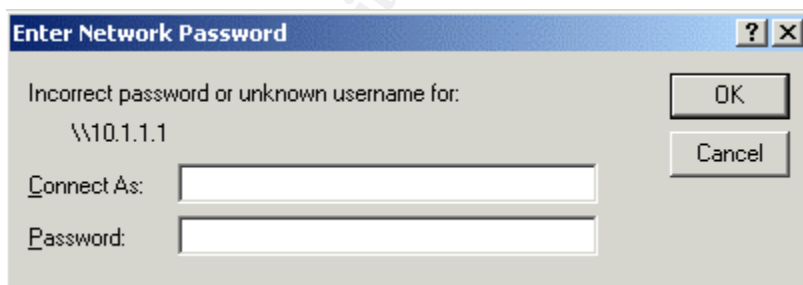 Enter Network Password
Incorrect password or unknown username for:
\\10.1.1.1
Connect As:
Password:
OK
Cancel